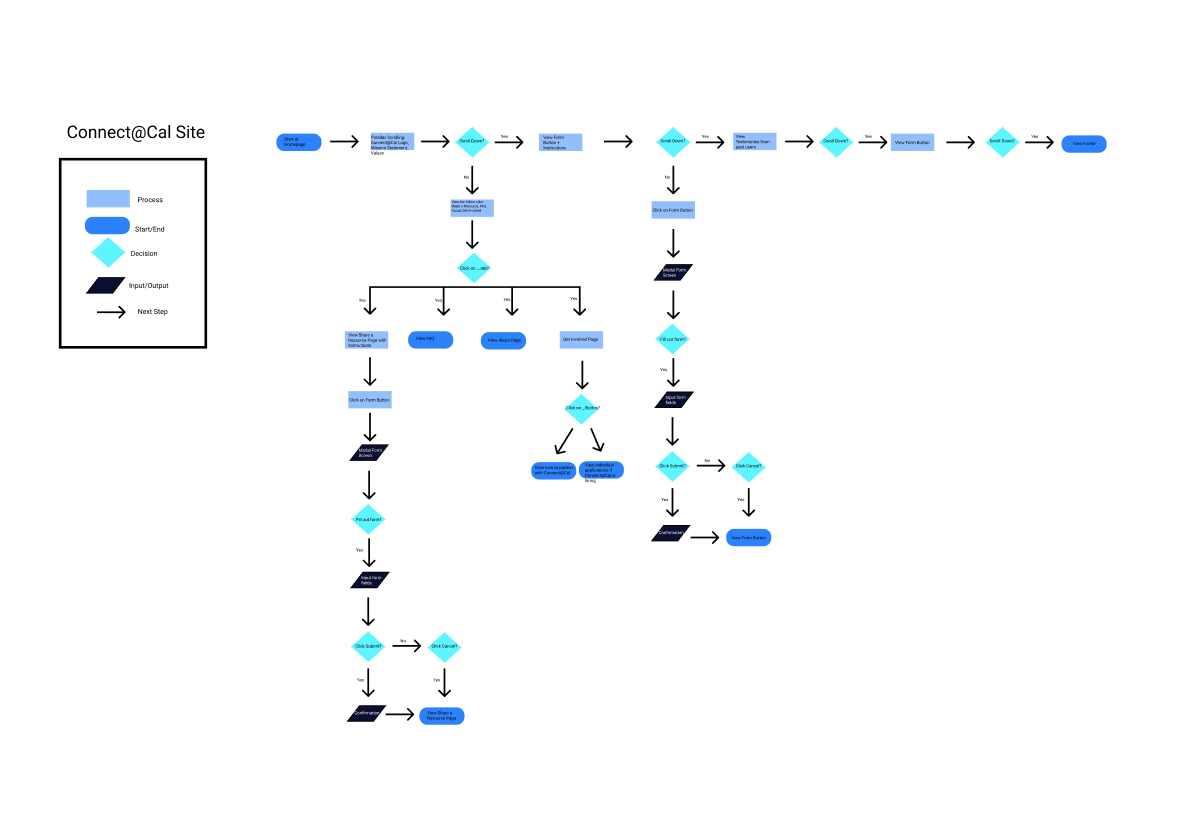 Connect@Cal Site
Process
Start/End
Decision
Input/Output
Next Step
Start at
Homepage
Parallax Scrolling
Connect@Cal Logo,
Mission Statement,
Values
Scroll Down?
Yes
View Form
Button +
Instructions
Scroll Down?
Yes
View
Testimonies from
past users
Scroll Down?
Yes
View Form Button
Scroll Down?
Yes
View Footer
No
Share a Resource, FAQ,
About, Get Involved
Click on __tab?
Yes
Yes
Yes
Yes
View Share a
Resource Page with
Instructions
View FAQ
View About Page
Get Involved Page
Click on Form Button
Modal Form
Screen
Fill out form?
Yes
Input form
fields
Click Submit?
No
Click Cancel?
Yes
Yes
Confirmation
View Share a
Resource Page
Click on _ Button?
View how to partner
with Connect@Cal
View individual
applications if
Connect@Cal is
hiring
No
Click on Form Button
Modal Form
Screen
Fill out form?
Yes
Input form
fields
Click Submit?
No
Click Cancel?
Yes
Yes
Confirmation
View Form Button